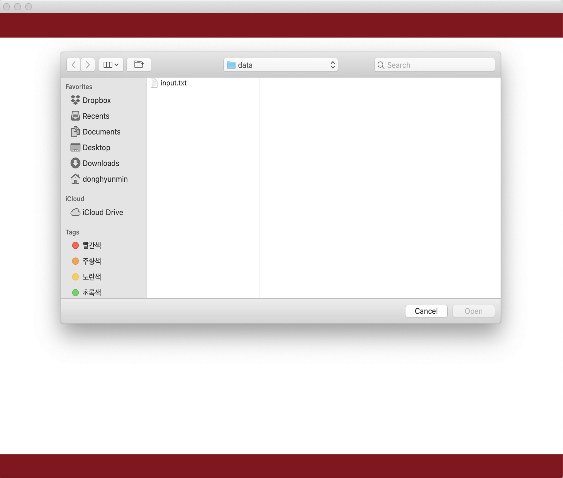 data
Search
Favorites
Dropbox
Recents
Documents
Desktop
Downloads
donghyunmin
iCloud
iCloud Drive
Tags
빨간색
주황색
노란색
초록색
input.txt
Cancel
Open